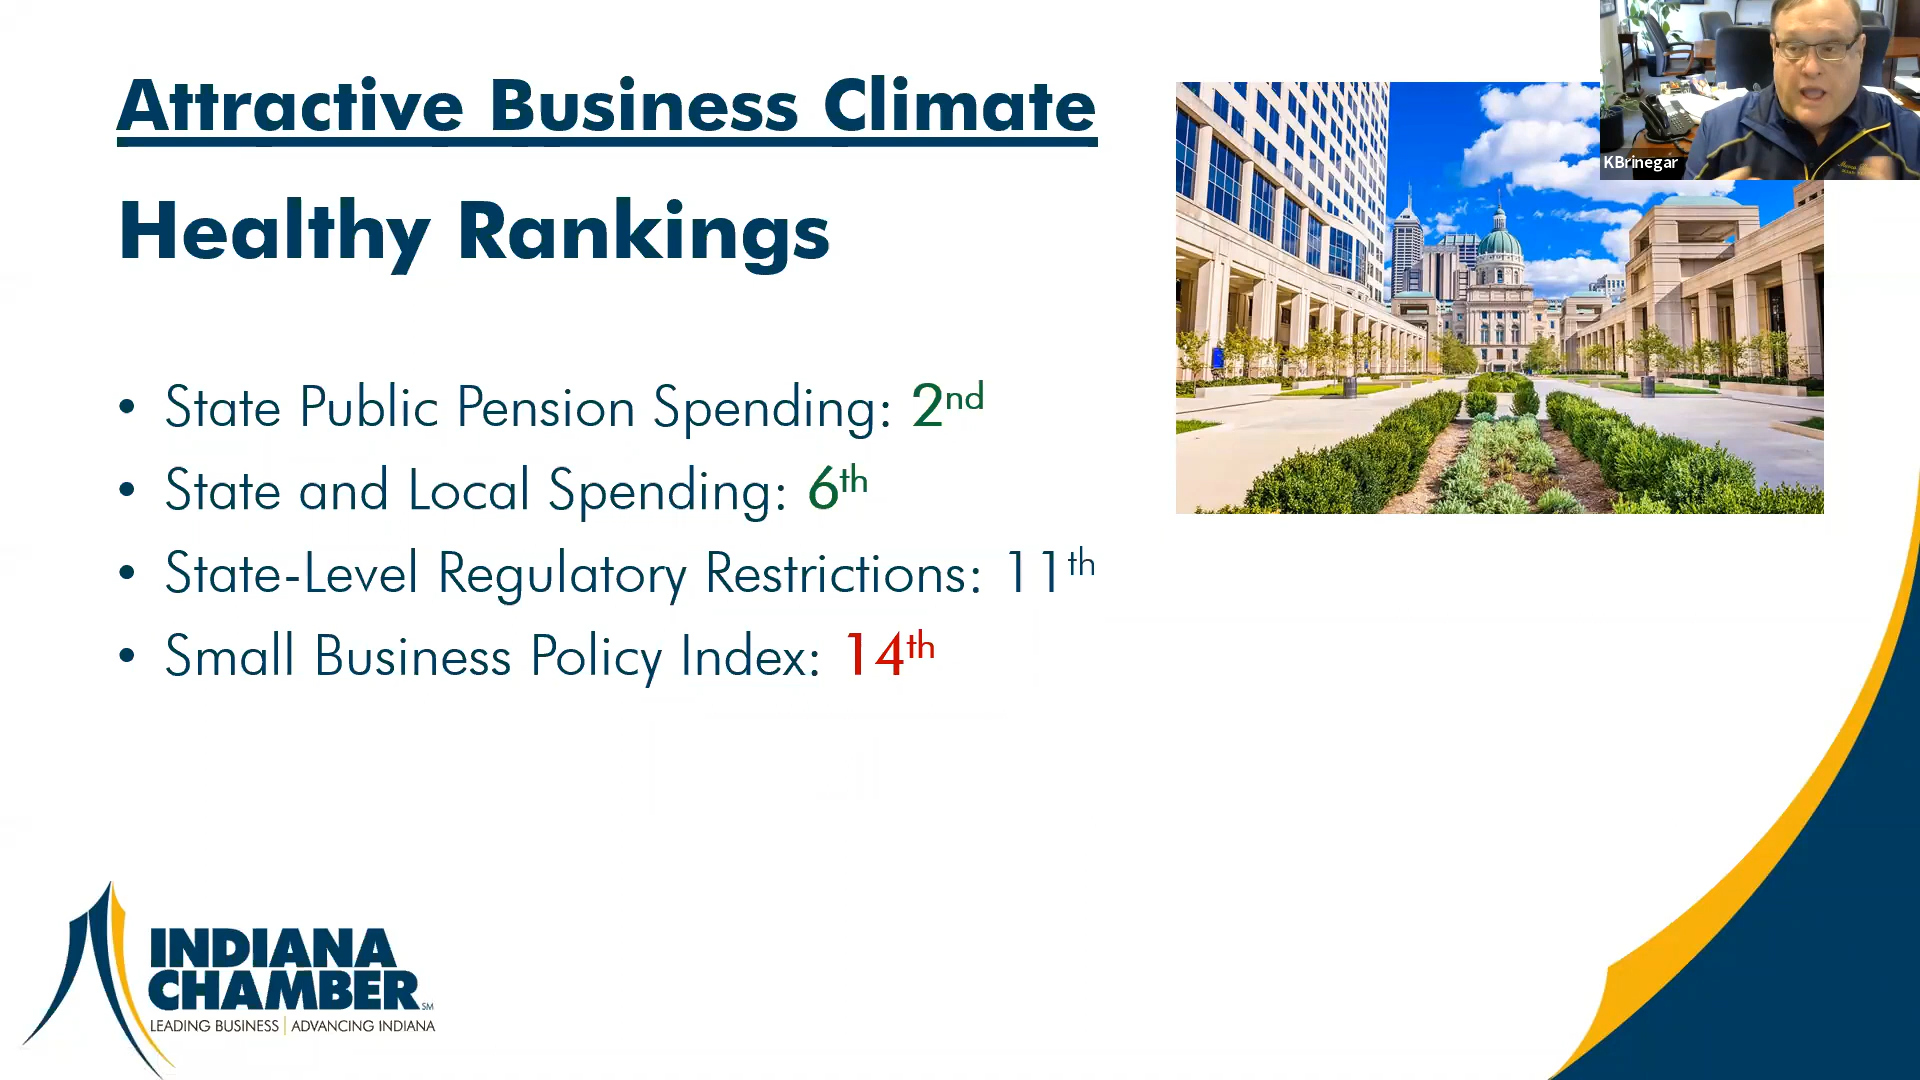 Attractive Business Climate
Healthy Rankings
• State Public Pension Spending: 2nd
• State and Local Spending: 6th
• State-Level Regulatory Restrictions: 11th
• Small Business Policy Index: 14th
KBrinegar
INDIANA
CHAMBER SM
LEADING BUSINESS | ADVANCING INDIANA